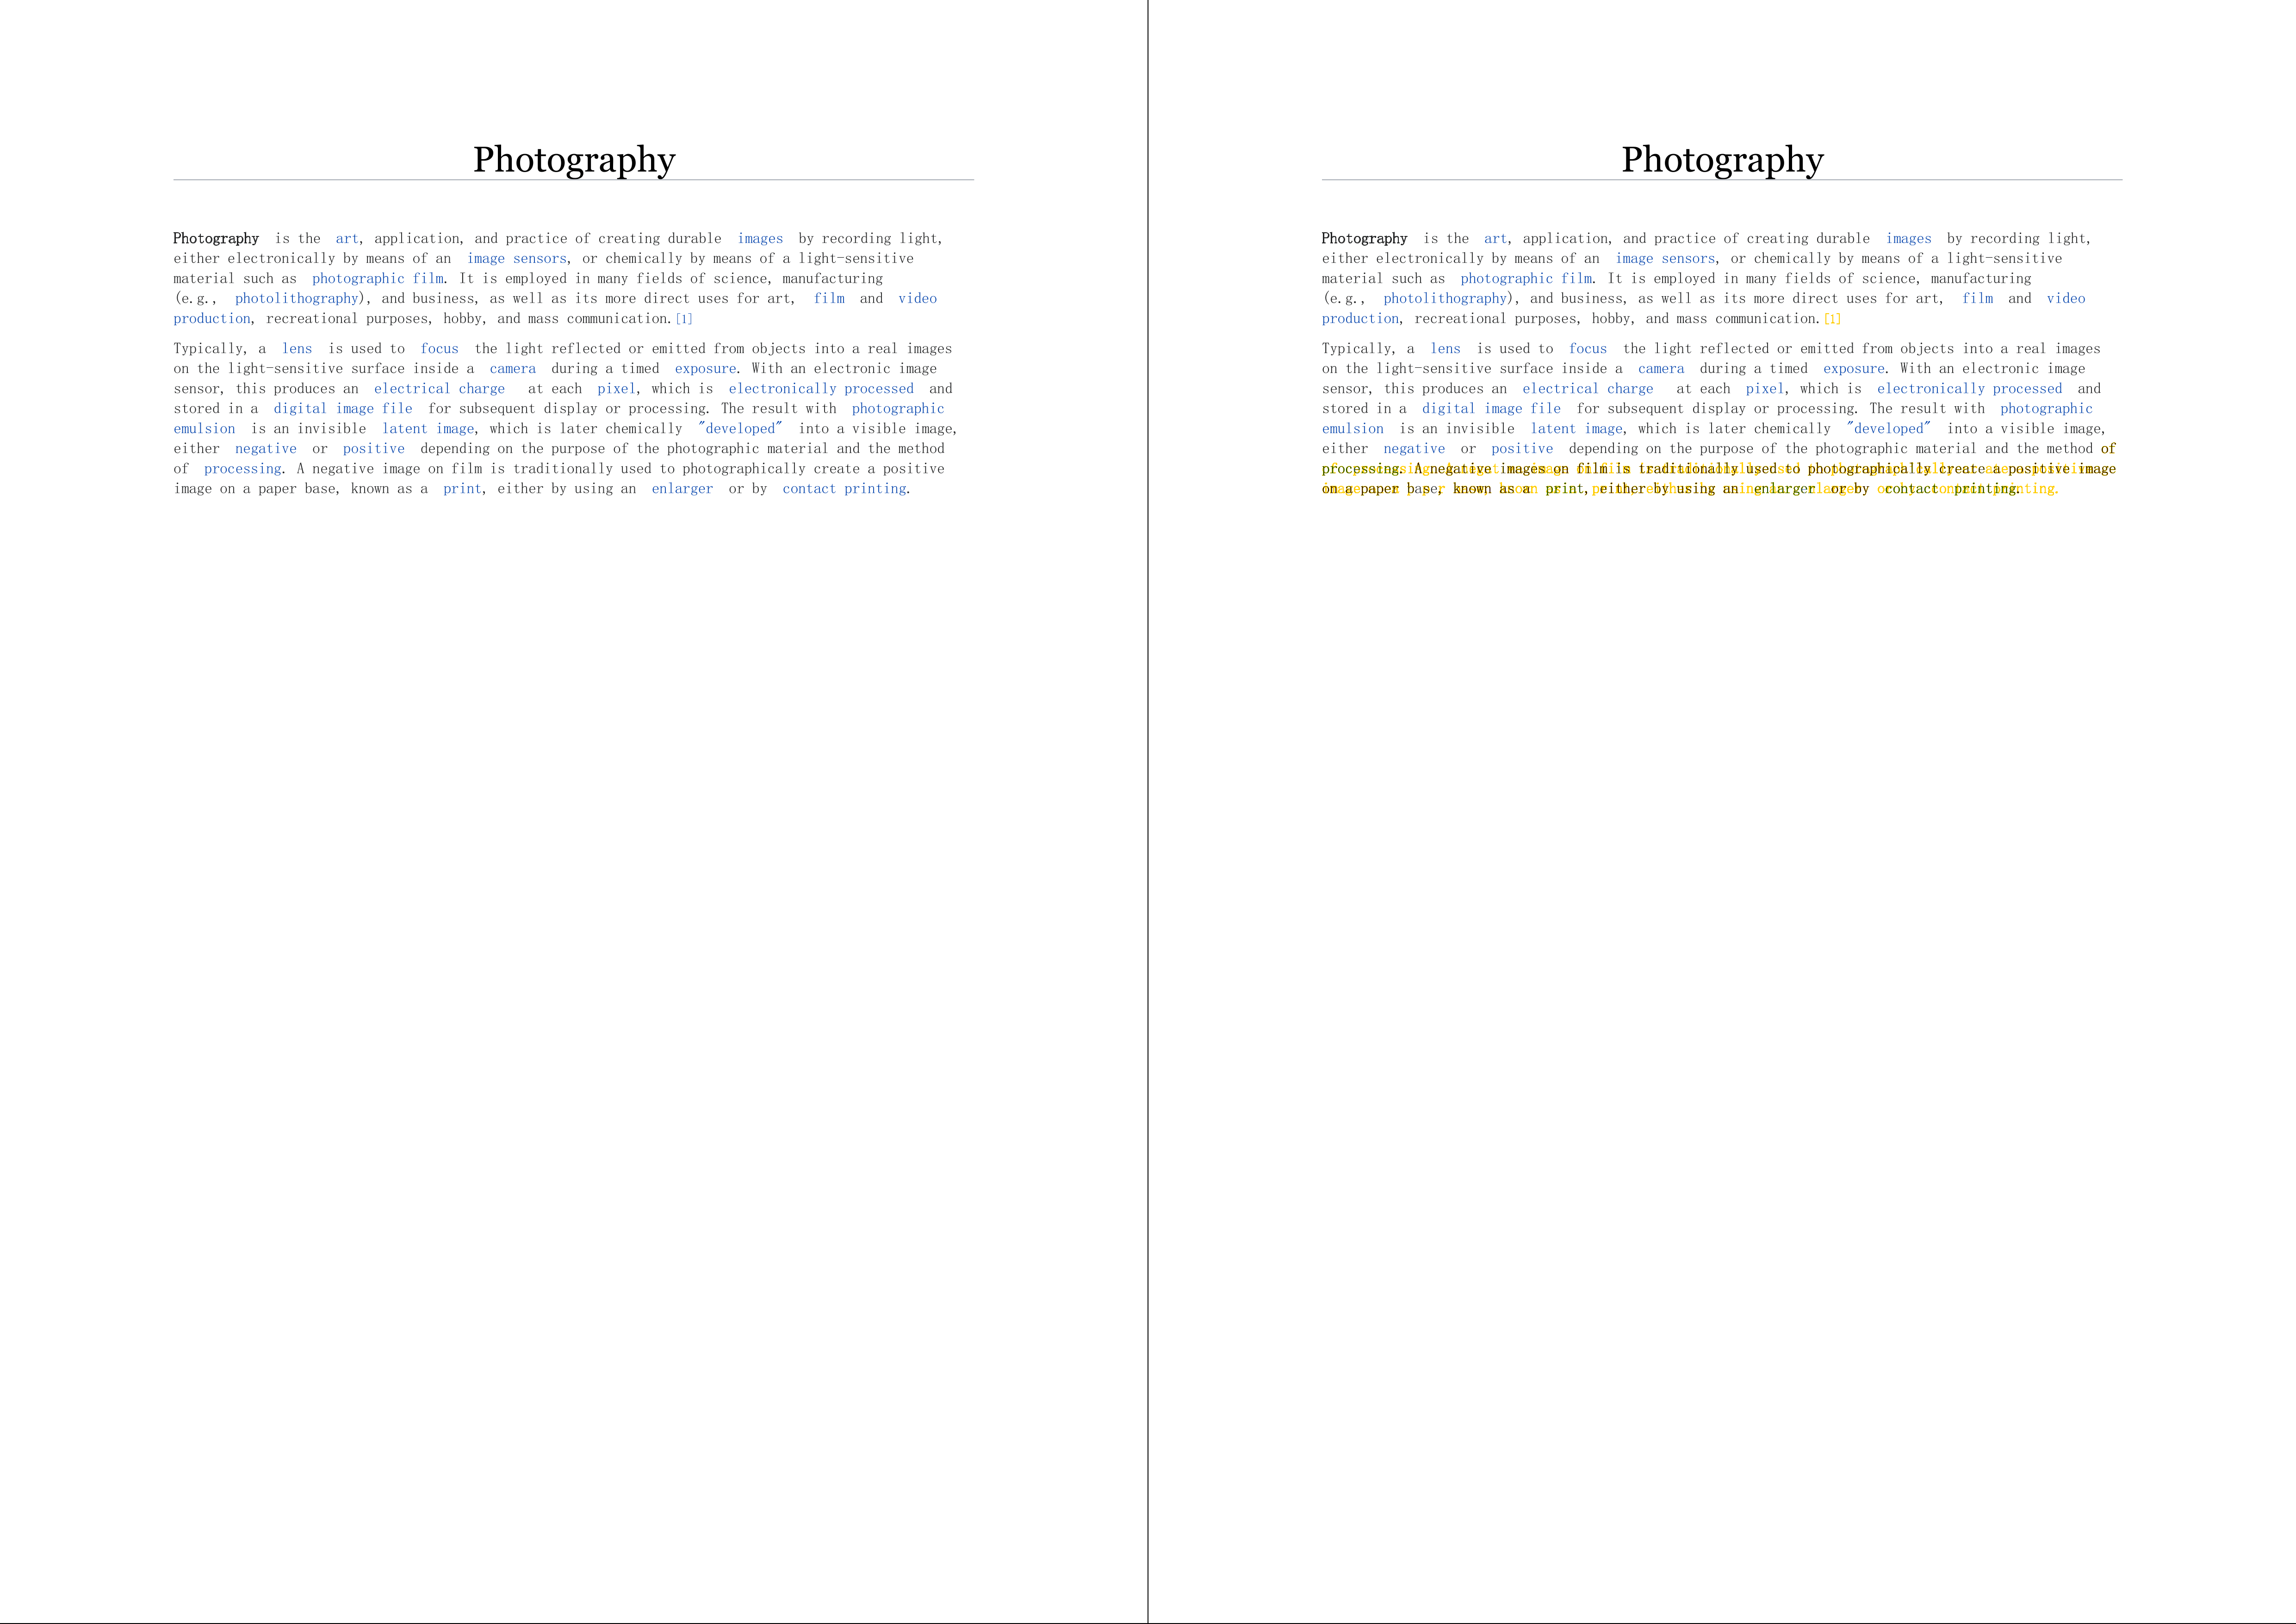 Photography
Photography is the art, application, and practice of creating durable images by recording light,
either electronically by means of an image sensors, or chemically by means of a light-sensitive
material such as photographic film. It is employed in many fields of science, manufacturing
(e.g., photolithography), and business, as well as its more direct uses for art, film and video
production, recreational purposes, hobby, and mass communication.[1]
Typically, a lens is used to focus the light reflected or emitted from objects into a real images
on the light-sensitive surface inside a camera during a timed exposure. With an electronic image
sensor, this produces an electrical charge at each pixel, which is electronically processed and
stored in a digital image file for subsequent display or processing. The result with photographic
emulsion is an invisible latent image, which is later chemically "developed" into a visible image,
either negative or positive depending on the purpose of the photographic material and the method
of processing. A negative image on film is traditionally used to photographically create a positive
image on a paper base, known as a print, either by using an enlarger or by contact printing.
Photography
Photography is the art, application, and practice of creating durable images by recording light,
either electronically by means of an image sensors, or chemically by means of a light-sensitive
material such as photographic film. It is employed in many fields of science, manufacturing
(e.g., photolithography), and business, as well as its more direct uses for art, film and video
production, recreational purposes, hobby, and mass communication.[1]
Typically, a lens is used to focus the light reflected or emitted from objects into a real images
on the light-sensitive surface inside a camera during a timed exposure. With an electronic image
sensor, this produces an electrical charge at each pixel, which is electronically processed and
stored in a digital image file for subsequent display or processing. The result with photographic
emulsion is an invisible latent image, which is later chemically "developed" into a visible image,
either negative or positive depending on the purpose of the photographic material and the method of
processing. A negative image on film is traditionally used to photographically create a positive image
on a paper base, known as a print, either by using an enlarger or by contact printing.